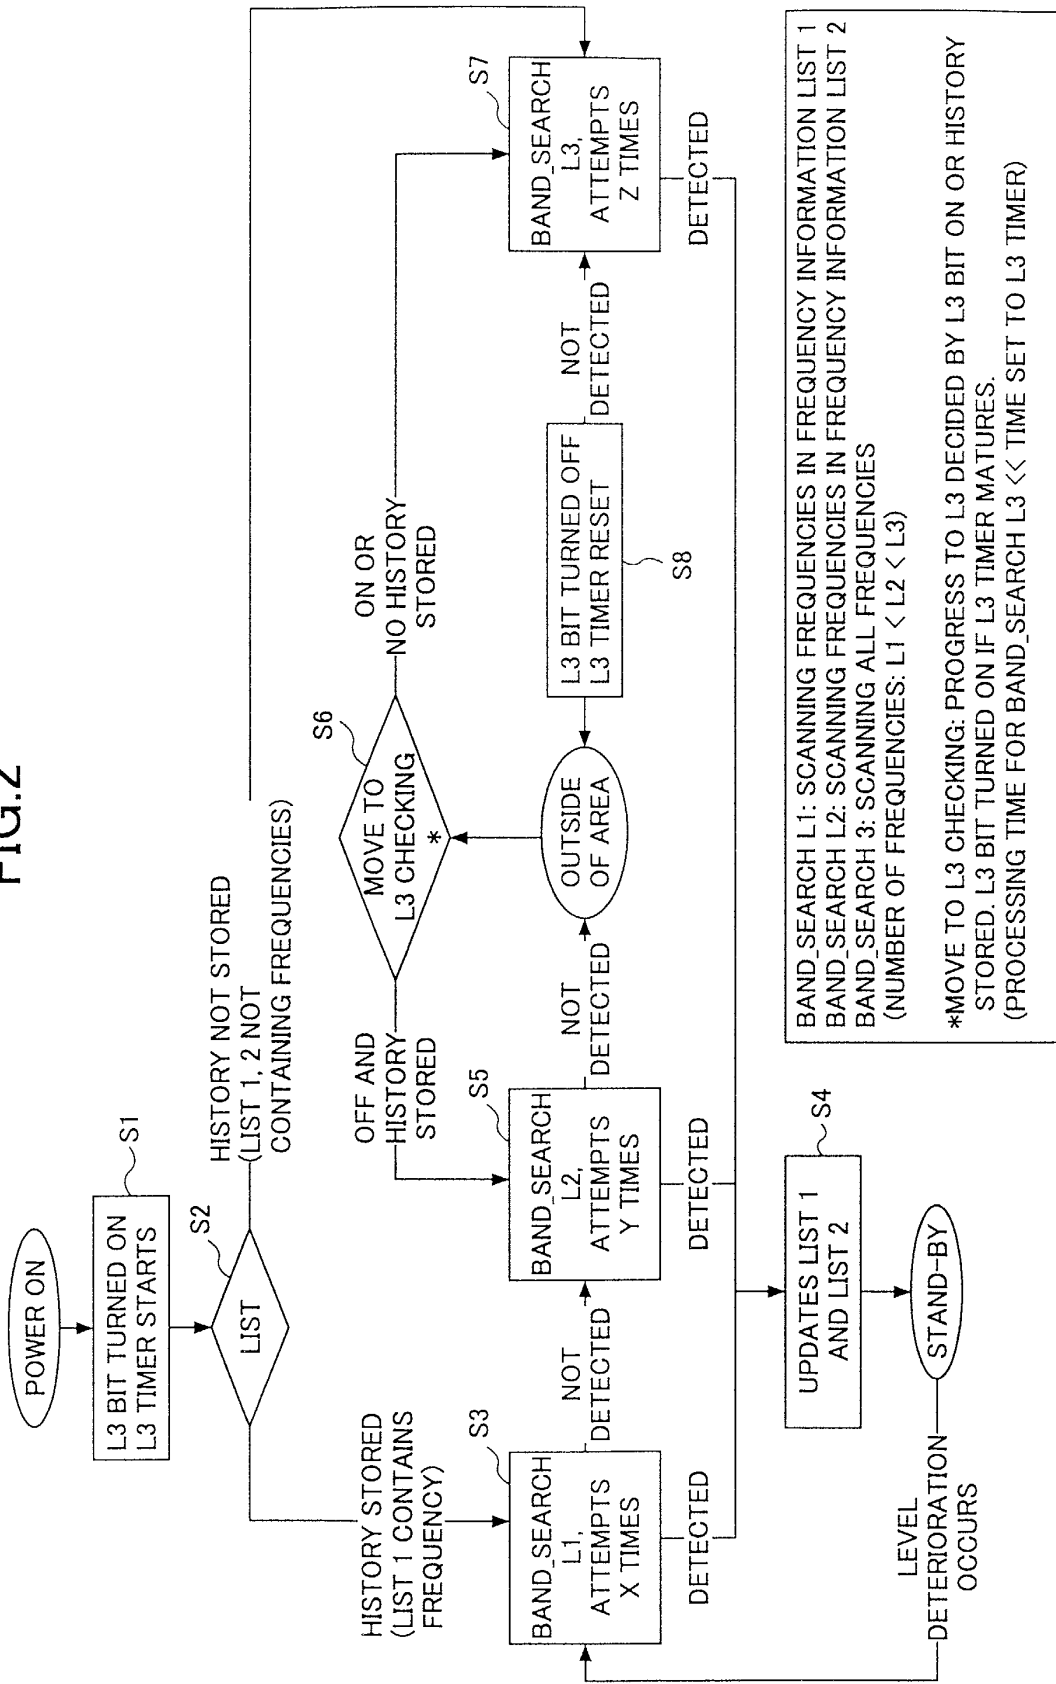 FIG.2
POWER ON
L3 BIT TURNED ON
L3 TIMER STARTS
S1
LIST
S2
HISTORY STORED
(LIST 1 CONTAINS
FREQUENCY)
HISTORY NOT STORED
(LIST 1, 2 NOT
CONTAINING FREQUENCIES)
BAND_SEARCH
L1,
ATTEMPTS
X TIMES
S3
NOT
DETECTED
DETECTED
OFF AND
HISTORY
STORED
BAND_SEARCH
L2,
ATTEMPTS
Y TIMES
S5
NOT
DETECTED
DETECTED
MOVE TO
L3 CHECKING
*
S6
OUTSIDE
OF AREA
ON OR
NO HISTORY
STORED
L3 BIT TURNED OFF
L3 TIMER RESET
S8
NOT
DETECTED
BAND_SEARCH
L3,
ATTEMPTS
Z TIMES
S7
DETECTED
UPDATES LIST 1
AND LIST 2
S4
STAND-BY
LEVEL
DETERIORATION
OCCURS
BAND_SEARCH L1: SCANNING FREQUENCIES IN FREQUENCY INFORMATION LIST 1
BAND_SEARCH L2: SCANNING FREQUENCIES IN FREQUENCY INFORMATION LIST 2
BAND_SEARCH 3: SCANNING ALL FREQUENCIES
(NUMBER OF FREQUENCIES: L1 < L2 < L3)
*MOVE TO L3 CHECKING: PROGRESS TO L3 DECIDED BY L3 BIT ON OR HISTORY
STORED. L3 BIT TURNED ON IF L3 TIMER MATURES.
(PROCESSING TIME FOR BAND_SEARCH L3 << TIME SET TO L3 TIMER)